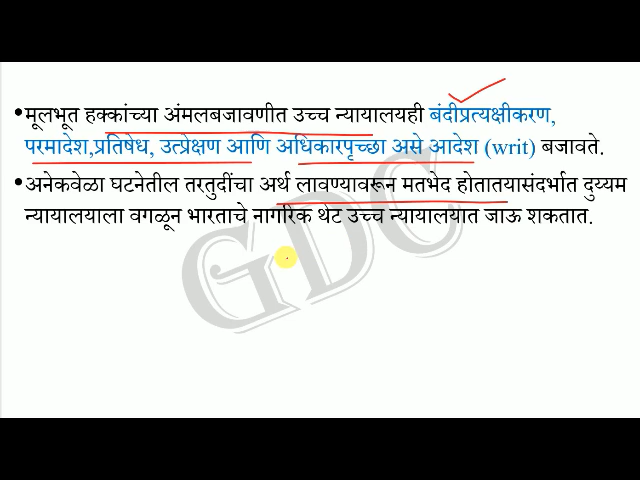 •मूलभूत हक्कांच्या अंमलबजावणीत उच्च न्यायालयही बंदीप्रत्यक्षीकरण,
परमादेश,प्रतिषेध, उत्प्रेक्षण आणि अधिकारपृच्छा असे आदेश (writ) बजावते.
•अनेकवेळा घटनेतील तरतुदींचा अर्थ लावण्यावरून मतभेद होतातयासंदर्भात दुय्यम
न्यायालयाला वगळून भारताचे नागरिक थेट उच्च न्यायालयात जाऊ शकतात.
GDC